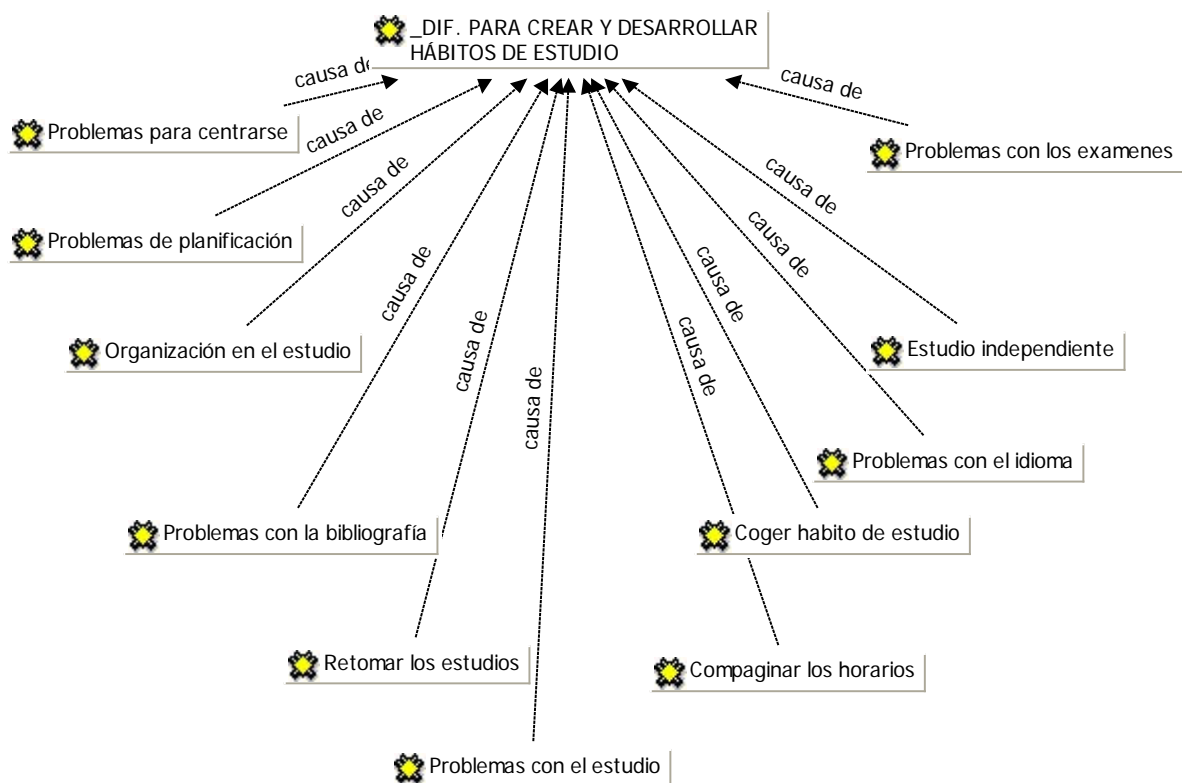 _DIF. PARA CREAR Y DESARROLLAR
HÁBITOS DE ESTUDIO
causa de
causa de
Problemas para centrarse
causa de
Problemas con los examenes
causa de
causa de
Problemas de planificación
causa de
causa de
causa de
Organización en el estudio
causa de
causa de
causa de
Estudio independiente
Problemas con el idioma
Problemas con la bibliografía
Coger habito de estudio
Retomar los estudios
Compaginar los horarios
Problemas con el estudio